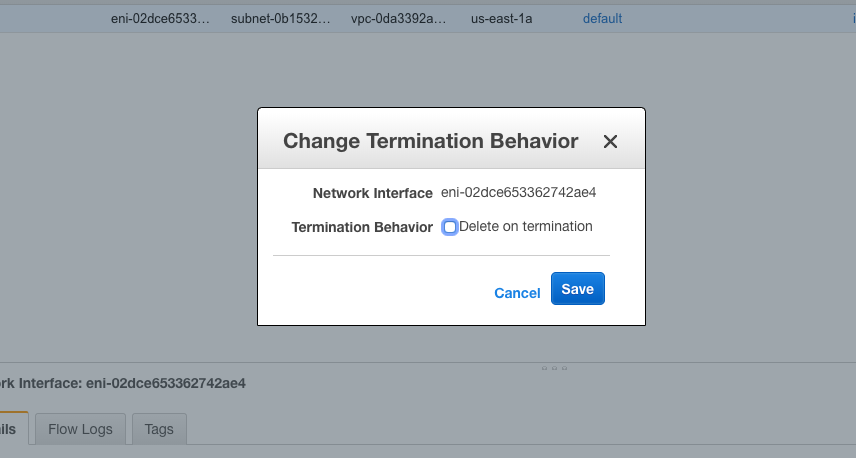 eni-02dce6533… subnet-0b1532… vpc-0da3392a… us-east-1a default
Change Termination Behavior
Network Interface eni-02dce653362742ae4
Termination Behavior Delete on termination
Cancel Save
rk Interface: eni-02dce653362742ae4
ils Flow Logs Tags